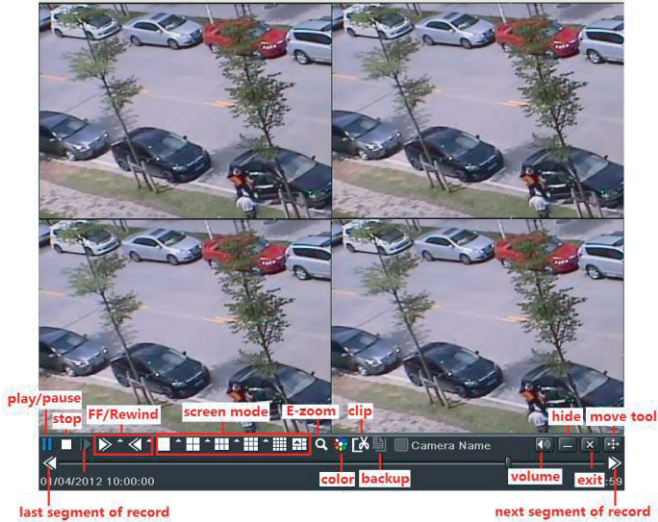 play/pause
stop
FF/Rewind
screen mode
E-zoom
clip
hide
move tool
Camera Name
color
backup
volume
exit
01/04/2012 10:00:00
:59
last segment of record
next segment of record